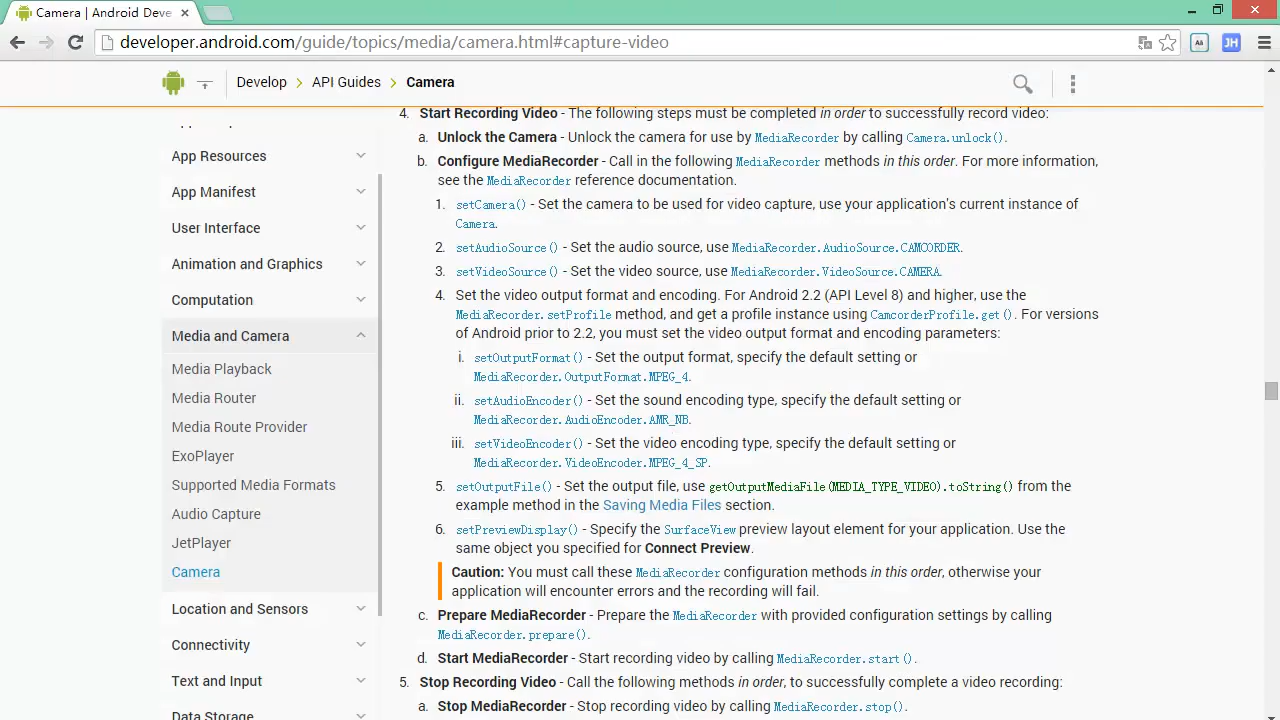 Camera | Android Deve
developer.android.com/guide/topics/media/camera.html#capture-video
Aä
JH
Develop > API Guides > Camera
4. Start Recording Video - The following steps must be completed in order to successfully record video:
a. Unlock the Camera - Unlock the camera for use by MediaRecorder by calling Camera.unlock().
b. Configure MediaRecorder - Call in the following MediaRecorder methods in this order. For more information,
see the MediaRecorder reference documentation.
1. setCamera() - Set the camera to be used for video capture, use your application's current instance of
Camera.
2. setAudioSource() - Set the audio source, use MediaRecorder.AudioSource.CAMCORDER.
3. setVideoSource() - Set the video source, use MediaRecorder.VideoSource.CAMERA.
4. Set the video output format and encoding. For Android 2.2 (API Level 8) and higher, use the
MediaRecorder.setProfile method, and get a profile instance using CamcorderProfile.get(). For versions
of Android prior to 2.2, you must set the video output format and encoding parameters:
i. setOutputFormat() - Set the output format, specify the default setting or
MediaRecorder.OutputFormat.MPEG_4.
ii. setAudioEncoder() - Set the sound encoding type, specify the default setting or
MediaRecorder.AudioEncoder.AMR_NB.
iii. setVideoEncoder() - Set the video encoding type, specify the default setting or
MediaRecorder.VideoEncoder.MPEG_4_SP.
5. setOutputFile() - Set the output file, use getOutputMediaFile(MEDIA_TYPE_VIDEO).toString() from the
example method in the Saving Media Files section.
6. setPreviewDisplay() - Specify the SurfaceView preview layout element for your application. Use the
same object you specified for Connect Preview.
Caution: You must call these MediaRecorder configuration methods in this order, otherwise your
application will encounter errors and the recording will fail.
c. Prepare MediaRecorder - Prepare the MediaRecorder with provided configuration settings by calling
MediaRecorder.prepare().
d. Start MediaRecorder - Start recording video by calling MediaRecorder.start().
5. Stop Recording Video - Call the following methods in order, to successfully complete a video recording:
a. Stop MediaRecorder - Stop recording video by calling MediaRecorder.stop().
App Resources
App Manifest
User Interface
Animation and Graphics
Computation
Media and Camera
Media Playback
Media Router
Media Route Provider
ExoPlayer
Supported Media Formats
Audio Capture
JetPlayer
Camera
Location and Sensors
Connectivity
Text and Input
Data Storage